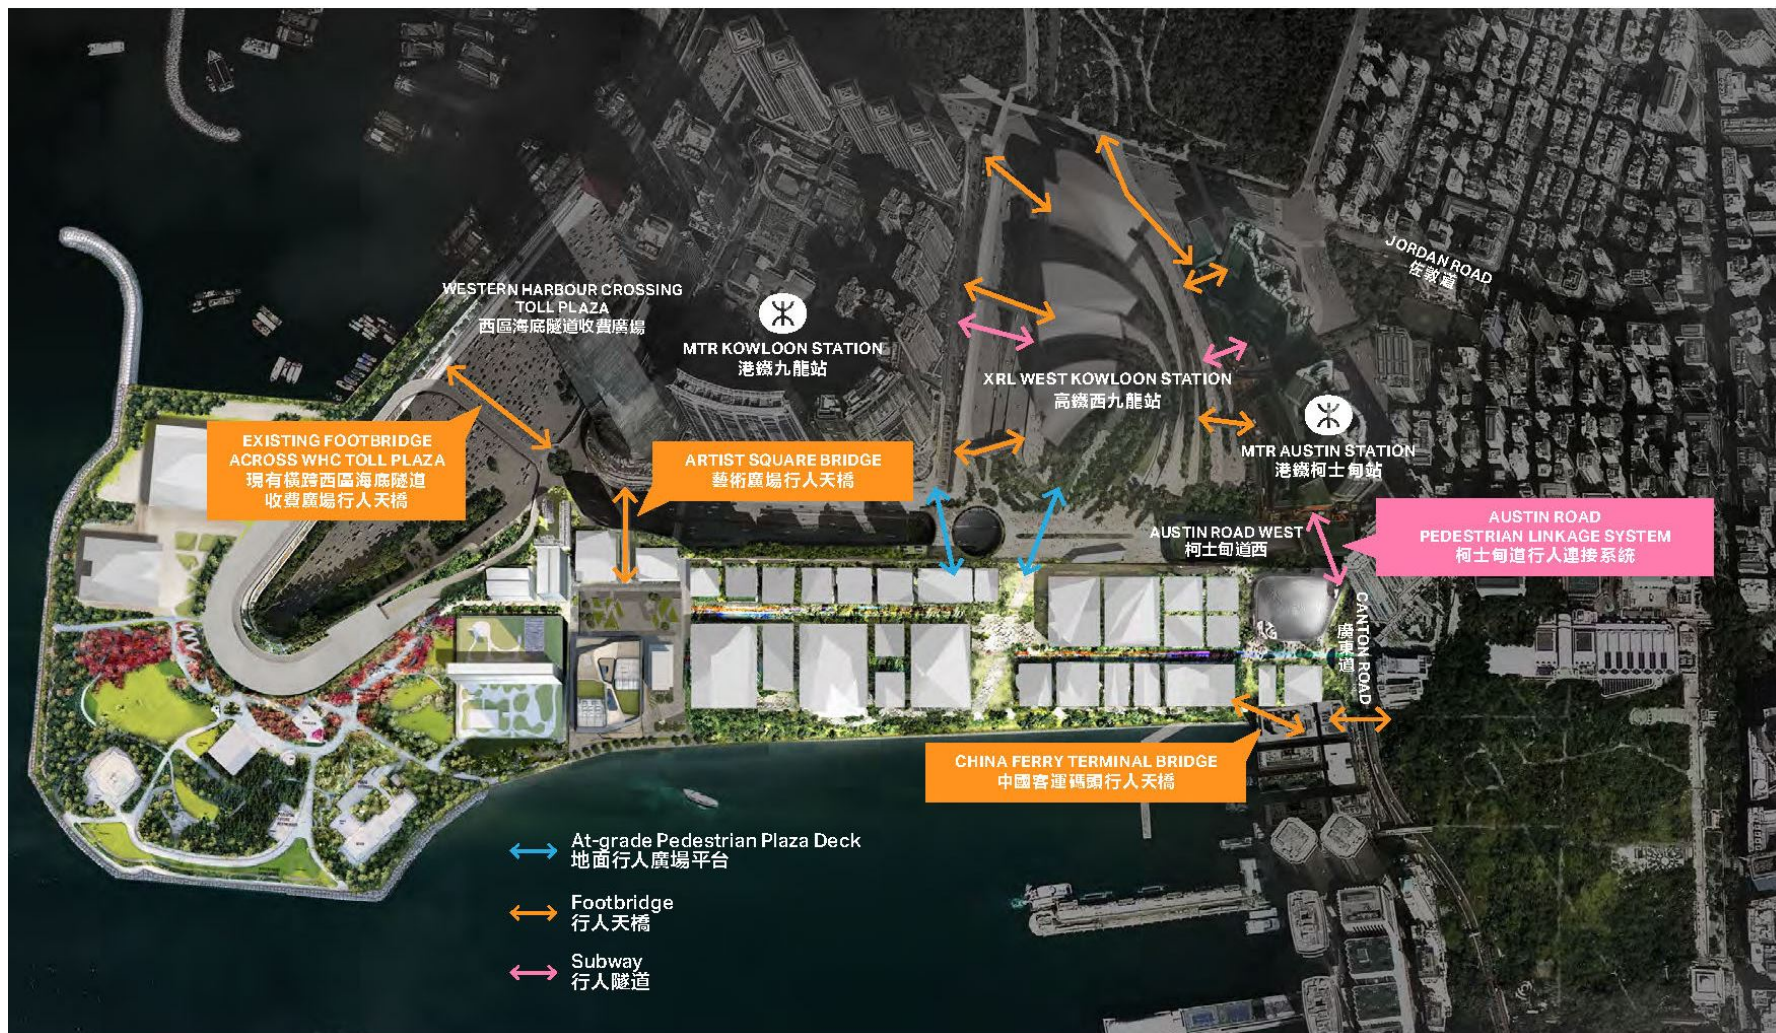 WESTERN HARBOUR CROSSING
TOLL PLAZA
西區海底隧道收費廣場
MTR KOWLOON STATION
港鐵九龍站
XRL WEST KOWLOON STATION
高鐵西九龍站
JORDAN ROAD
佐敦道
MTR AUSTIN STATION
港鐵柯士甸站
EXISTING FOOTBRIDGE
ACROSS WHC TOLL PLAZA
現有橫跨西區海底隧道
收費廣場行人天橋
ARTIST SQUARE BRIDGE
藝術廣場行人天橋
AUSTIN ROAD WEST
柯士甸道西
AUSTIN ROAD
PEDESTRIAN LINKAGE SYSTEM
柯士甸道行人連接系統
CANTON ROAD
廣東道
CHINA FERRY TERMINAL BRIDGE
中國客運碼頭行人天橋
At-grade Pedestrian Plaza Deck
地面行人廣場平台
Footbridge
行人天橋
Subway
行人隧道